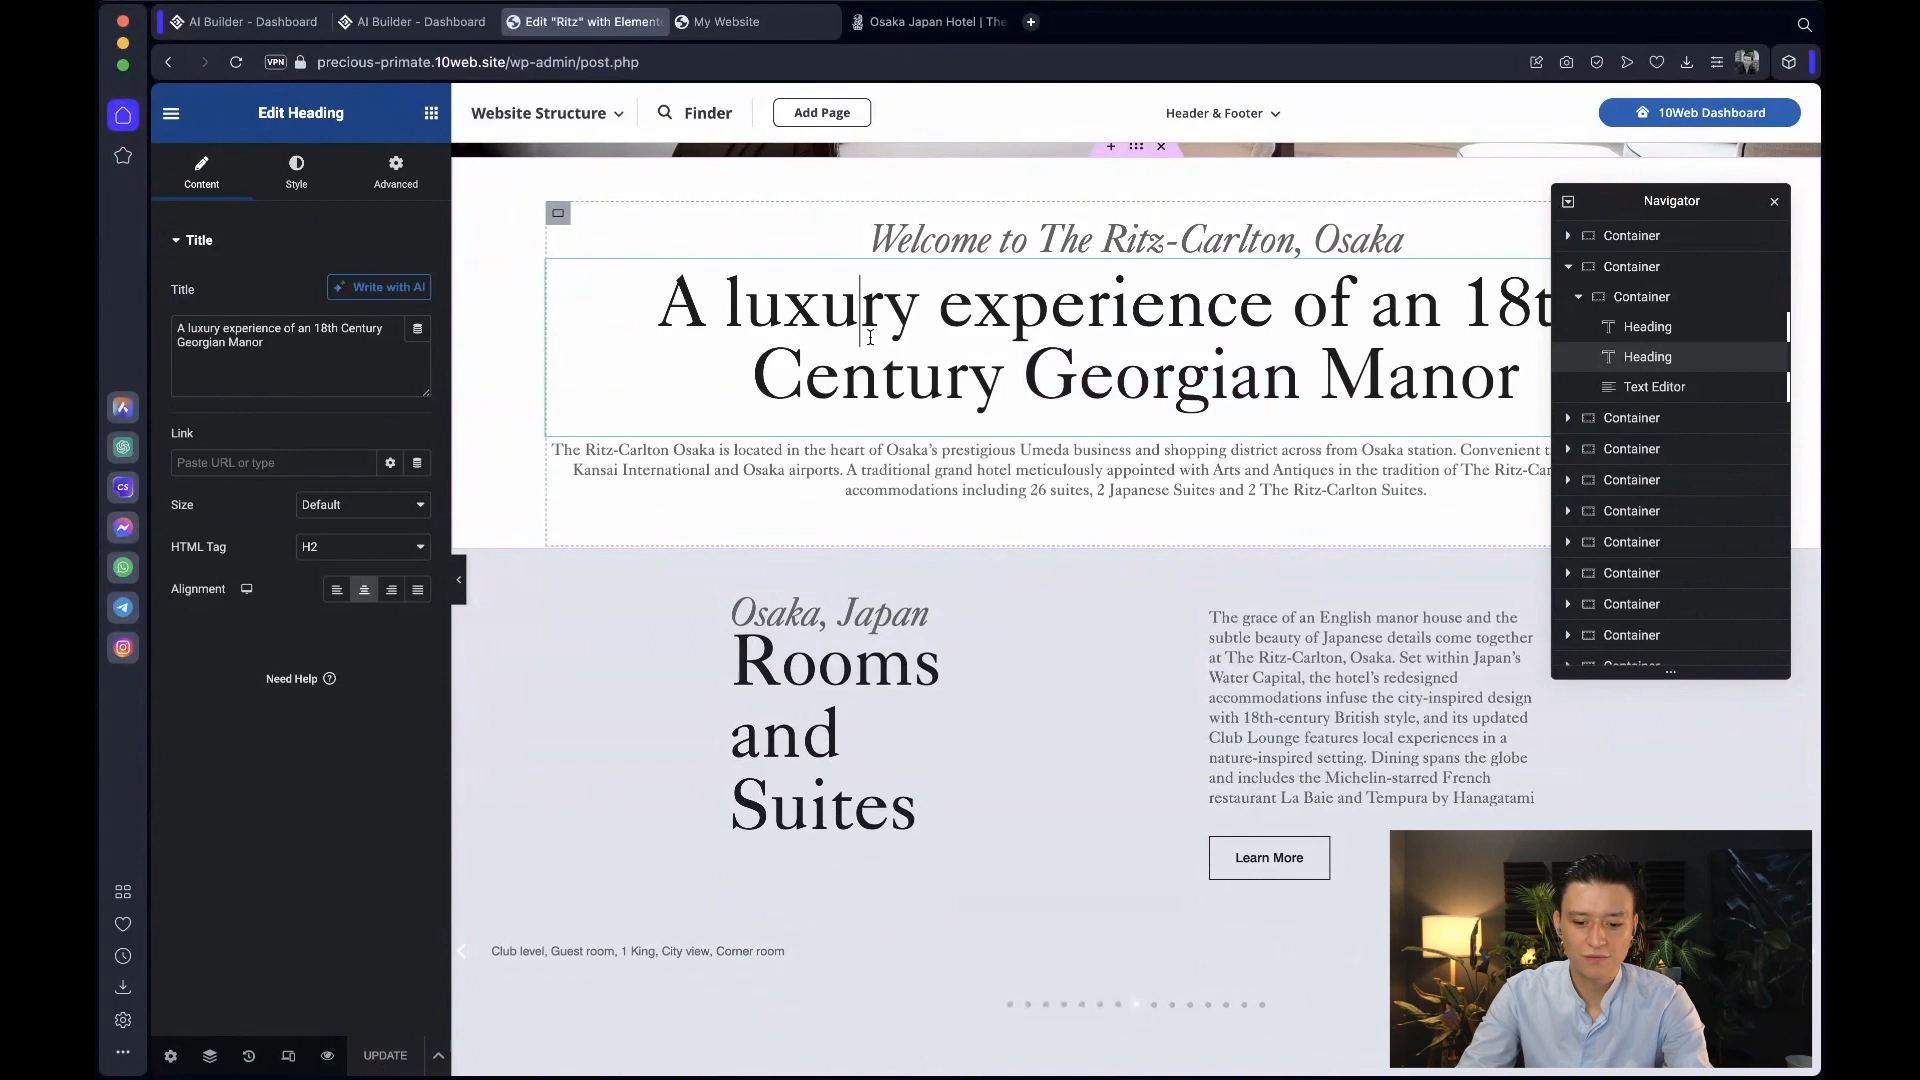 AI Builder - Dashboard
AI Builder - Dashboard
Edit "Ritz" with Element
My Website
Osaka Japan Hotel | The
VPN
precious-primate.10web.site/wp-admin/post.php
Edit Heading
Website Structure
Finder
Add Page
Header & Footer
10Web Dashboard
Content
Style
Advanced
Title
Title
Write with AI
A luxury experience of an 18th Century
Georgian Manor
Link
Paste URL or type
Size
Default
HTML Tag
H2
Alignment
Need Help
UPDATE
CS
Welcome to The Ritz-Carlton, Osaka
A luxury experience of an 18t
Century Georgian Manor
The Ritz-Carlton Osaka is located in the heart of Osaka's prestigious Umeda business and shopping district across from Osaka station. Convenient t
Kansai International and Osaka airports. A traditional grand hotel meticulously appointed with Arts and Antiques in the tradition of The Ritz-Car
accommodations including 26 suites, 2 Japanese Suites and 2 The Ritz-Carlton Suites.
Osaka, Japan
Rooms
and
Suites
The grace of an English manor house and the
subtle beauty of Japanese details come together
at The Ritz-Carlton, Osaka. Set within Japan's
Water Capital, the hotel's redesigned
accommodations infuse the city-inspired design
with 18th-century British style, and its updated
Club Lounge features local experiences in a
nature-inspired setting. Dining spans the globe
and includes the Michelin-starred French
restaurant La Baie and Tempura by Hanagatami
Learn More
Club level, Guest room, 1 King, City view, Corner room
Navigator
Container
Container
Container
Heading
Heading
Text Editor
Container
Container
Container
Container
Container
Container
Container
Container
Container